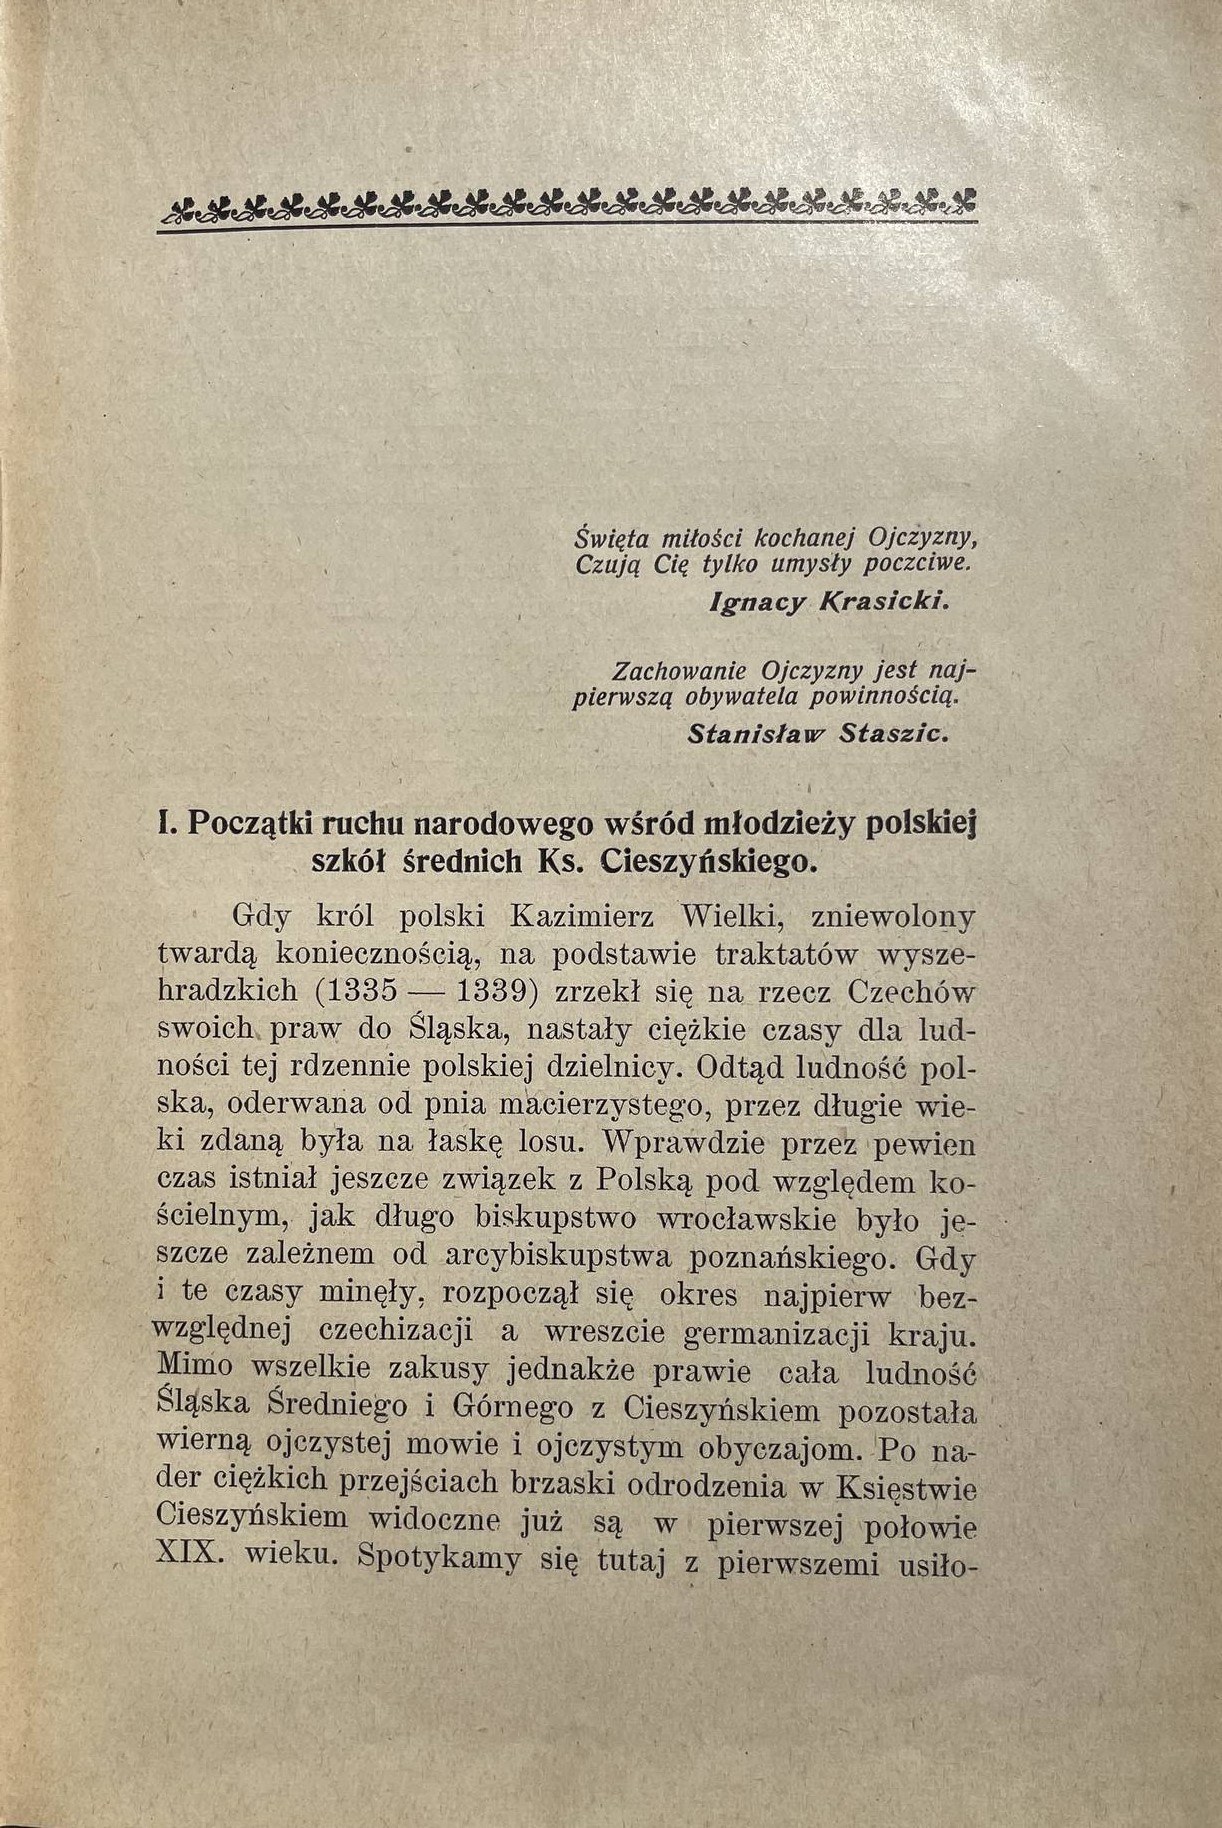 Święta miłości kochanej Ojczyzny,
Czują Cię tylko umysły poczciwe.
Ignacy Krasicki.
Zachowanie Ojczyzny jest naj-
pierwszą obywatela powinnością.
Stanisław Staszic.
I. Początki ruchu narodowego wśród młodzieży polskiej
szkół średnich Ks. Cieszyńskiego.
Gdy król polski Kazimierz Wielki, zniewolony
twardą koniecznością, na podstawie traktatów wysze-
hradzkich (1335 — 1339) zrzekł się na rzecz Czechów
swoich praw do Śląska, nastały ciężkie czasy dla lud-
ności tej rdzennie polskiej dzielnicy. Odtąd ludność pol-
ska, oderwana od pnia macierzystego, przez długie wie-
ki zdaną była na łaskę losu. Wprawdzie przez pewien
czas istniał jeszcze związek z Polską pod względem ko-
ścielnym, jak długo biskupstwo wrocławskie było je-
szcze zależnem od arcybiskupstwa poznańskiego. Gdy
i te czasy minęły, rozpoczął się okres najpierw bez-
względnej czechizacji a wreszcie germanizacji kraju.
Mimo wszelkie zakusy jednakże prawie cała ludność
Śląska Średniego i Górnego z Cieszyńskiem pozostała
wierną ojczystej mowie i ojczystym obyczajom. Po na-
der ciężkich przejściach brzaski odrodzenia w Księstwie
Cieszyńskiem widoczne już są w pierwszej połowie
XIX. wieku. Spotykamy się tutaj z pierwszemi usiło-